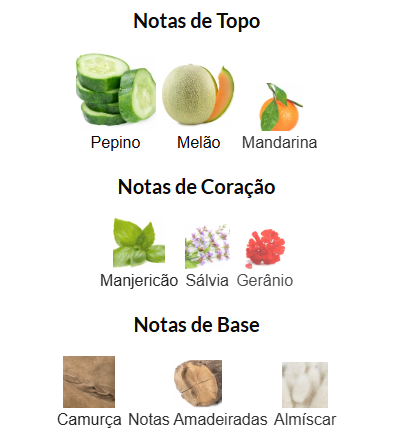 Notas de Topo
Pepino Melão Mandarina
Notas de Coração
Manjericão Sálvia Gerânio
Notas de Base
Camurça Notas Amadeiradas Almíscar